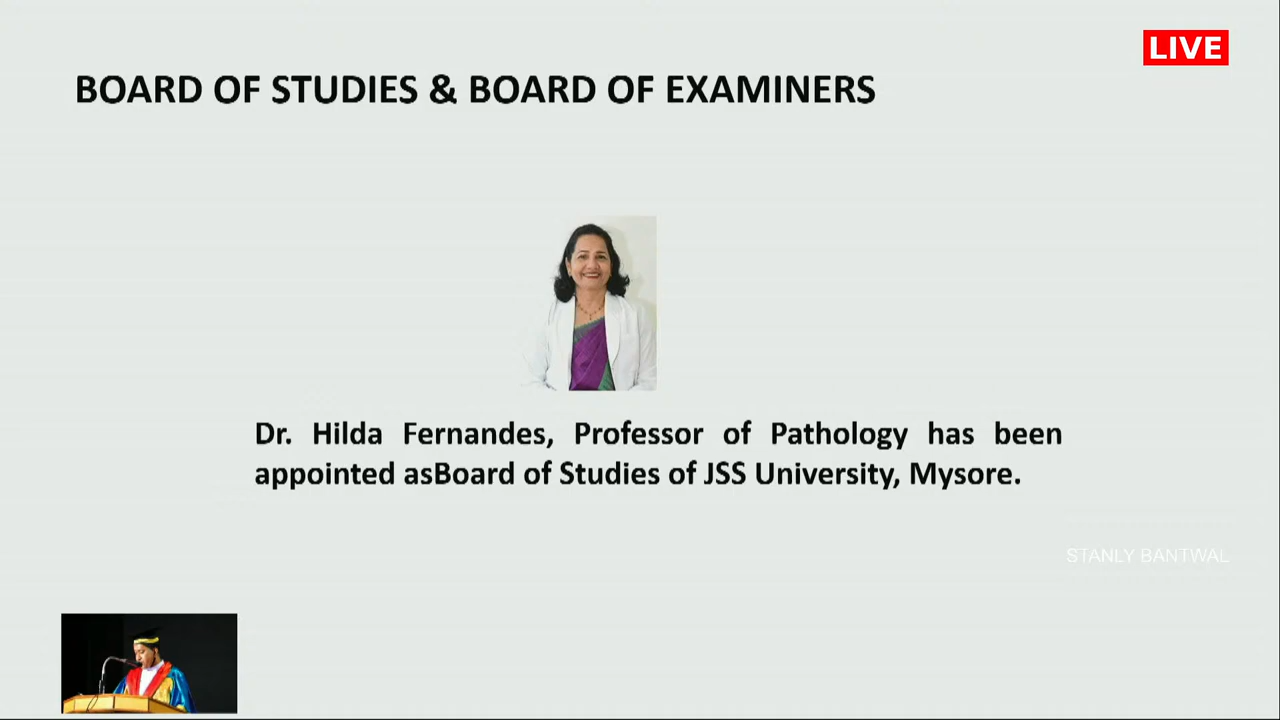 LIVE
BOARD OF STUDIES & BOARD OF EXAMINERS
Dr. Hilda Fernandes, Professor of Pathology has been
appointed asBoard of Studies of JSS University, Mysore.
STANLY BANTWAL